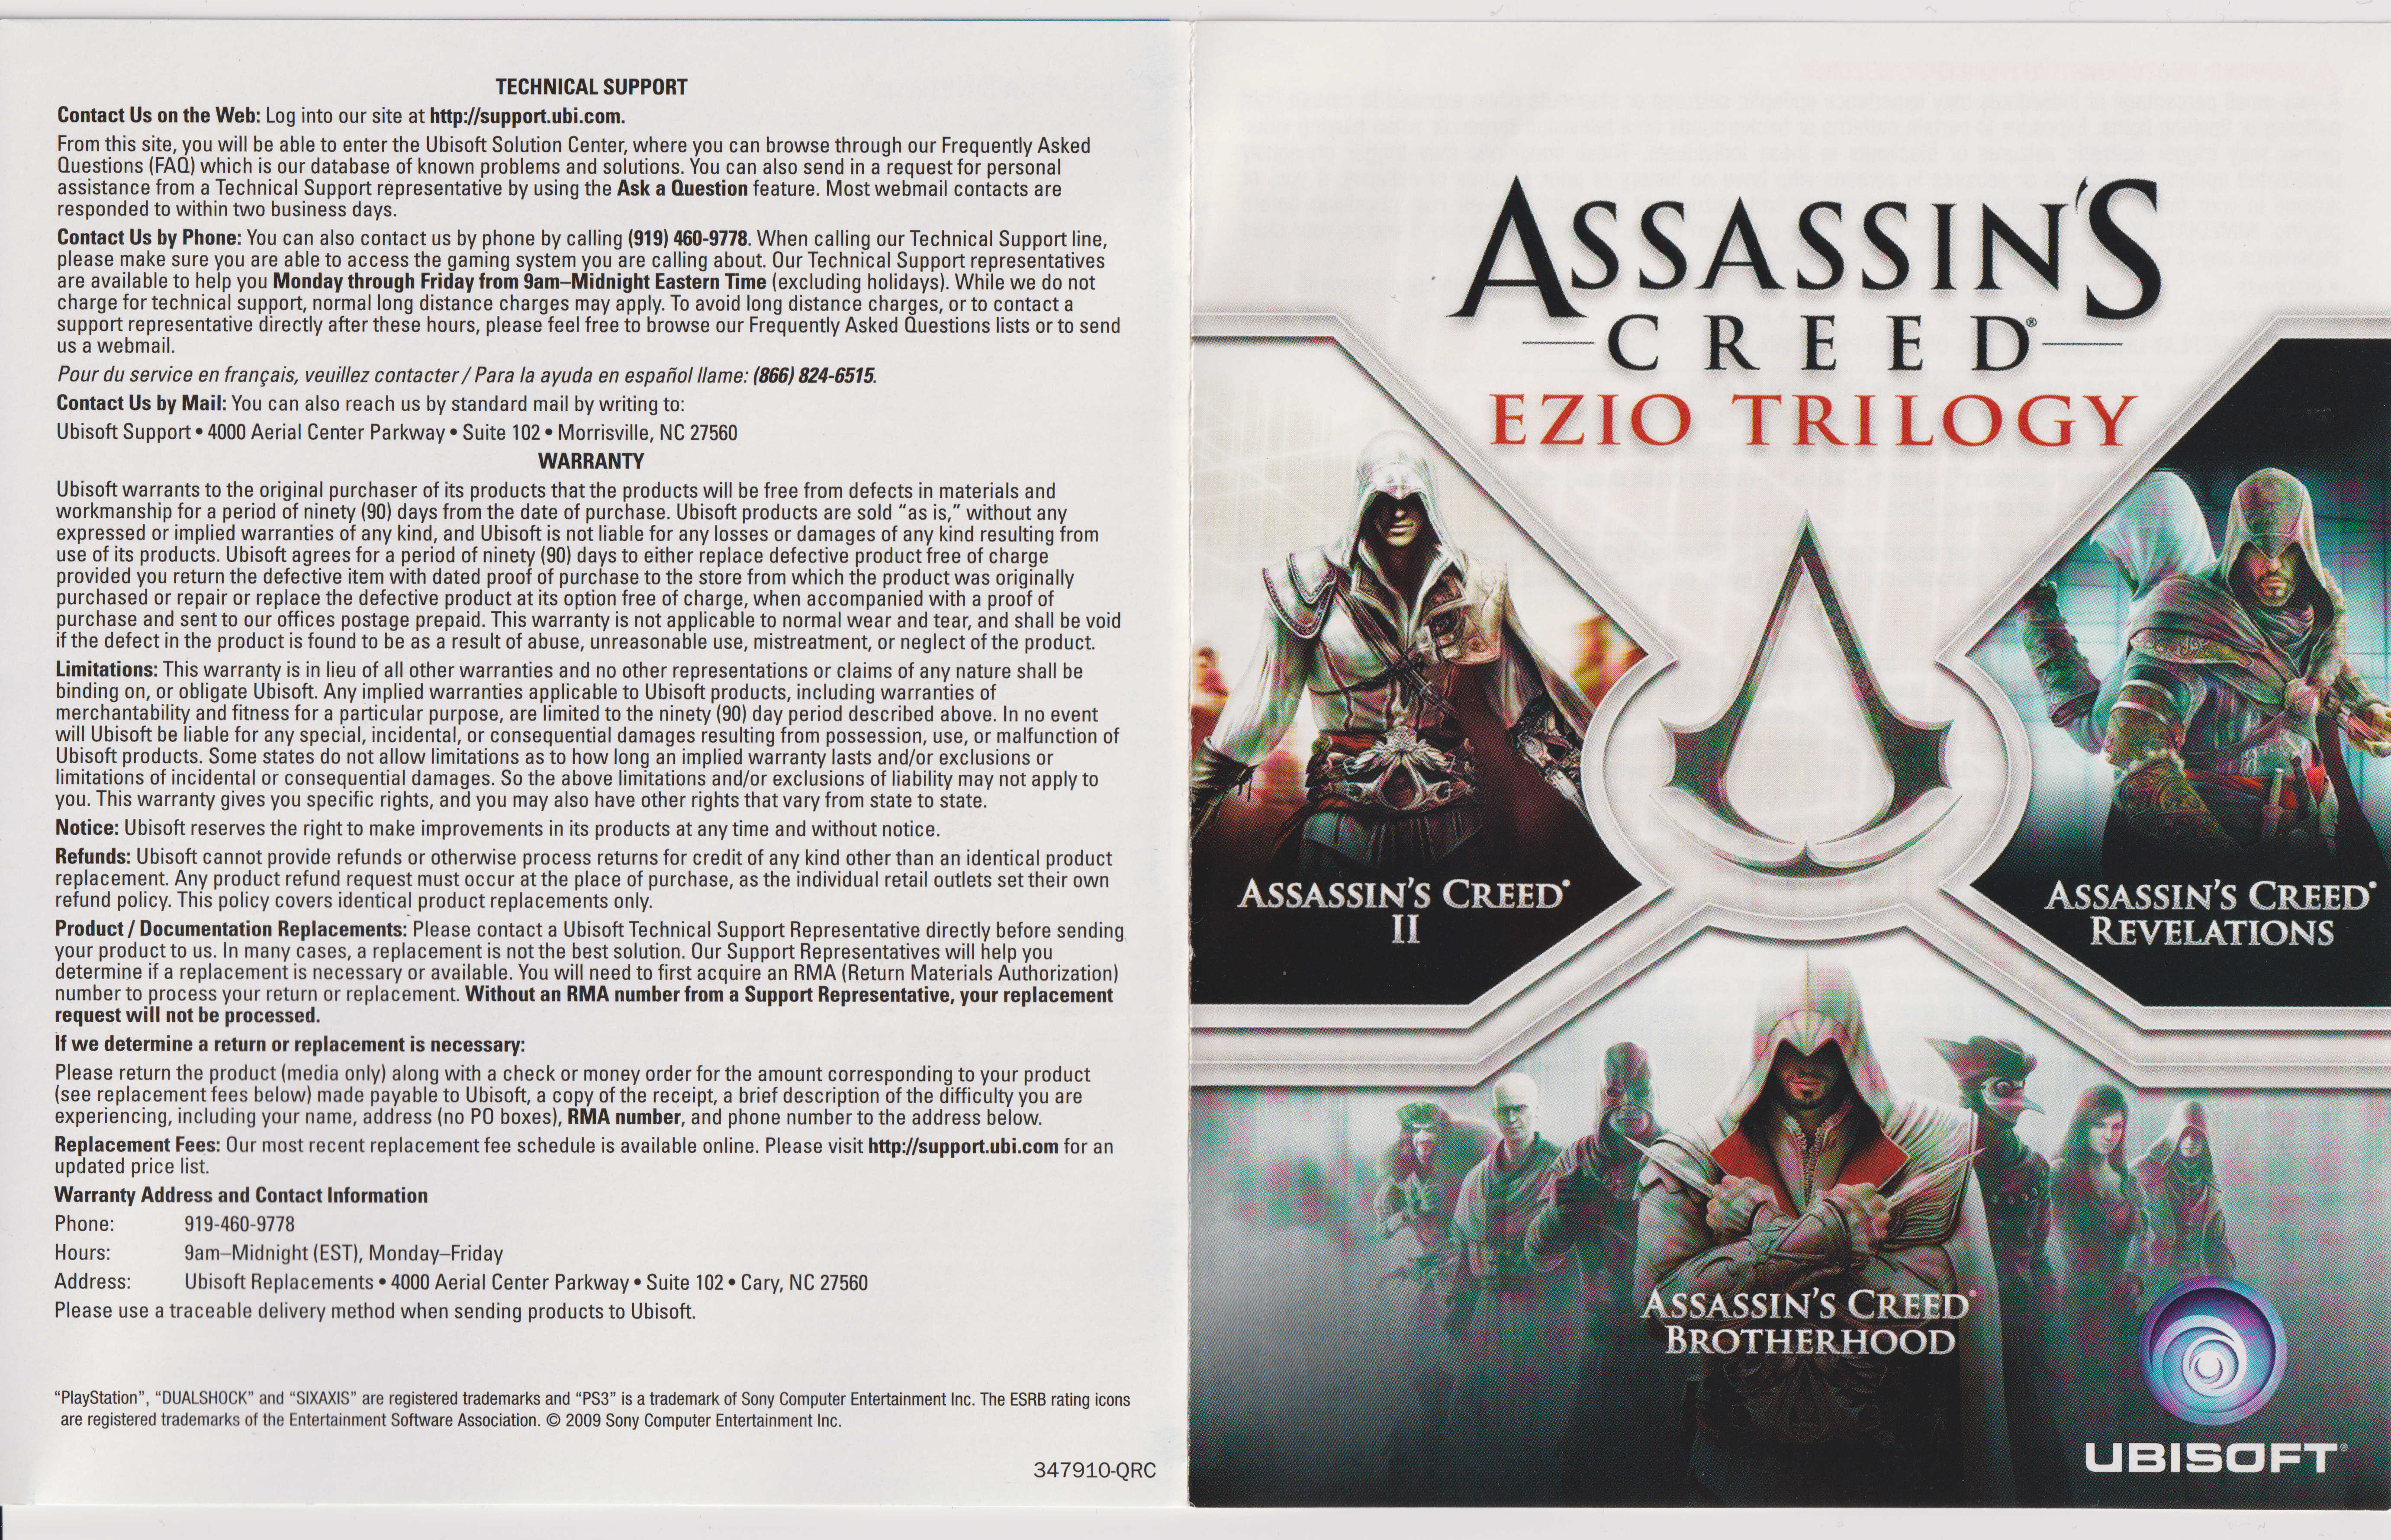 TECHNICAL SUPPORT
Contact Us on the Web: Log into our site at http://support.ubi.com.
From this site, you will be able to enter the Ubisoft Solution Center, where you can browse through our Frequently Asked
Questions (FAQ) which is our database of known problems and solutions. You can also send in a request for personal
assistance from a Technical Support representative by using the Ask a Question feature. Most webmail contacts are
responded to within two business days.
Contact Us by Phone: You can also contact us by phone by calling (919) 460-9778. When calling our Technical Support line,
please make sure you are able to access the gaming system you are calling about. Our Technical Support representatives
are available to help you Monday through Friday from 9am–Midnight Eastern Time (excluding holidays). While we do not
charge for technical support, normal long distance charges may apply. To avoid long distance charges, or to contact a
support representative directly after these hours, please feel free to browse our Frequently Asked Questions lists or to send
us a webmail.
Pour du service en français, veuillez contacter / Para la ayuda en español llame: (866) 824-6515.
Contact Us by Mail: You can also reach us by standard mail by writing to:
Ubisoft Support • 4000 Aerial Center Parkway • Suite 102 • Morrisville, NC 27560
WARRANTY
Ubisoft warrants to the original purchaser of its products that the products will be free from defects in materials and
workmanship for a period of ninety (90) days from the date of purchase. Ubisoft products are sold “as is,” without any
expressed or implied warranties of any kind, and Ubisoft is not liable for any losses or damages of any kind resulting from
use of its products. Ubisoft agrees for a period of ninety (90) days to either replace defective product free of charge
provided you return the defective item with dated proof of purchase to the store from which the product was originally
purchased or repair or replace the defective product at its option free of charge, when accompanied with a proof of
purchase and sent to our offices postage prepaid. This warranty is not applicable to normal wear and tear, and shall be void
if the defect in the product is found to be as a result of abuse, unreasonable use, mistreatment, or neglect of the product.
Limitations: This warranty is in lieu of all other warranties and no other representations or claims of any nature shall be
binding on, or obligate Ubisoft. Any implied warranties applicable to Ubisoft products, including warranties of
merchantability and fitness for a particular purpose, are limited to the ninety (90) day period described above. In no event
will Ubisoft be liable for any special, incidental, or consequential damages resulting from possession, use, or malfunction of
Ubisoft products. Some states do not allow limitations as to how long an implied warranty lasts and/or exclusions or
limitations of incidental or consequential damages. So the above limitations and/or exclusions of liability may not apply to
you. This warranty gives you specific rights, and you may also have other rights that vary from state to state.
Notice: Ubisoft reserves the right to make improvements in its products at any time and without notice.
Refunds: Ubisoft cannot provide refunds or otherwise process returns for credit of any kind other than an identical product
replacement. Any product refund request must occur at the place of purchase, as the individual retail outlets set their own
refund policy. This policy covers identical product replacements only.
Product / Documentation Replacements: Please contact a Ubisoft Technical Support Representative directly before sending
your product to us. In many cases, a replacement is not the best solution. Our Support Representatives will help you
determine if a replacement is necessary or available. You will need to first acquire an RMA (Return Materials Authorization)
number to process your return or replacement. Without an RMA number from a Support Representative, your replacement
request will not be processed.
If we determine a return or replacement is necessary:
Please return the product (media only) along with a check or money order for the amount corresponding to your product
(see replacement fees below) made payable to Ubisoft, a copy of the receipt, a brief description of the difficulty you are
experiencing, including your name, address (no PO boxes), RMA number, and phone number to the address below.
Replacement Fees: Our most recent replacement fee schedule is available online. Please visit http://support.ubi.com for an
updated price list.
Warranty Address and Contact Information
Phone: 919-460-9778
Hours: 9am–Midnight (EST), Monday–Friday
Address: Ubisoft Replacements • 4000 Aerial Center Parkway • Suite 102 • Cary, NC 27560
Please use a traceable delivery method when sending products to Ubisoft.
“PlayStation”, “DUALSHOCK” and “SIXAXIS” are registered trademarks and “PS3” is a trademark of Sony Computer Entertainment Inc. The ESRB rating icons
are registered trademarks of the Entertainment Software Association. © 2009 Sony Computer Entertainment Inc.
347910-QRC
ASSASSIN'S
CREED®
EZIO TRILOGY
ASSASSIN'S CREED®
II
ASSASSIN'S CREED®
REVELATIONS
ASSASSIN'S CREED®
BROTHERHOOD
UBISOFT®